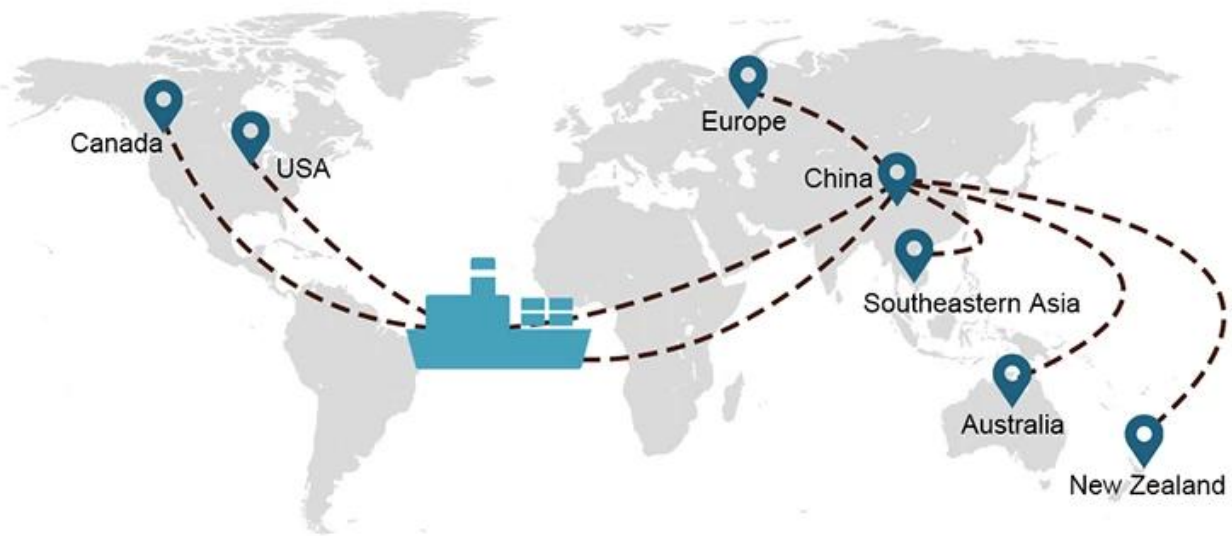 Canada
USA
Europe
China
Southeastern Asia
Australia
New Zealand